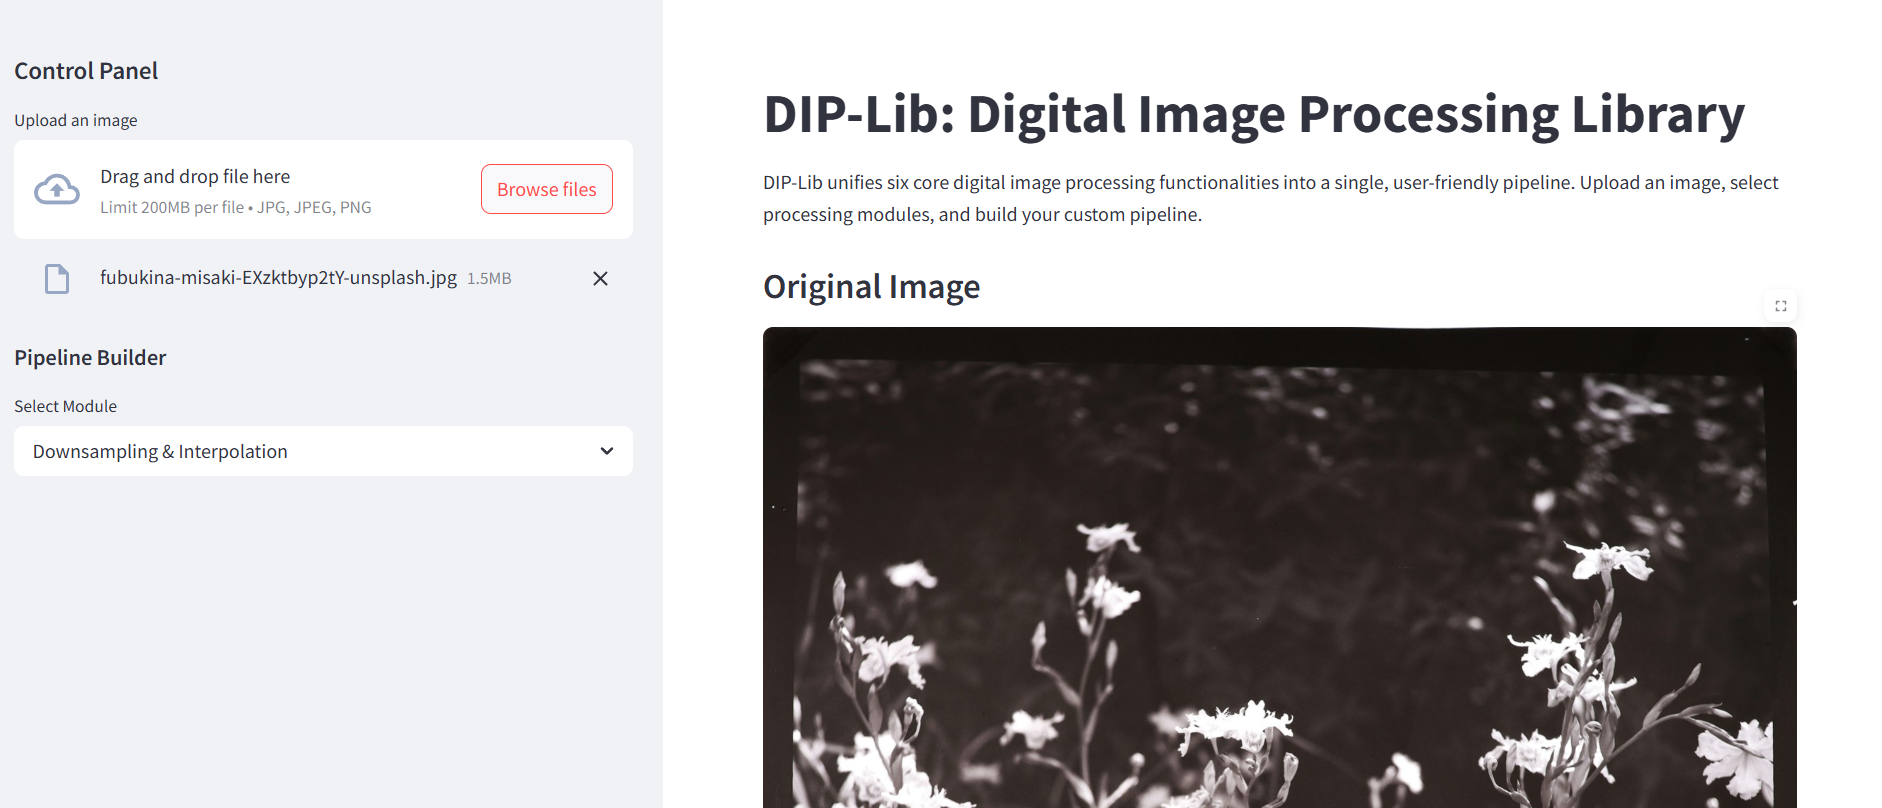 Control Panel
Upload an image
Drag and drop file here
Limit 200MB per file • JPG, JPEG, PNG
Browse files
fubukina-misaki-EXzktbyp2tY-unsplash.jpg 1.5MB
Pipeline Builder
Select Module
Downsampling & Interpolation
DIP-Lib: Digital Image Processing Library
DIP-Lib unifies six core digital image processing functionalities into a single, user-friendly pipeline. Upload an image, select
processing modules, and build your custom pipeline.
Original Image